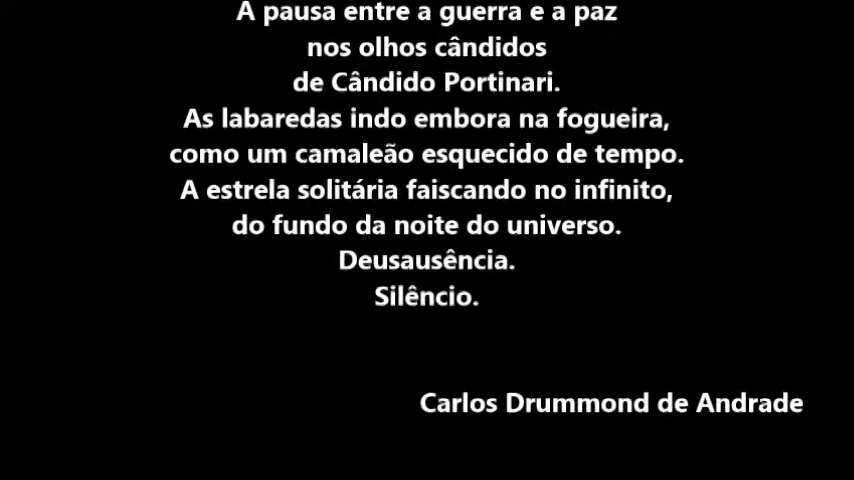 A pausa entre a guerra e a paz
nos olhos cândidos
de Cândido Portinari.
As labaredas indo embora na fogueira,
como um camaleão esquecido de tempo.
A estrela solitária faiscando no infinito,
do fundo da noite do universo.
Deusausência.
Silêncio.
Carlos Drummond de Andrade